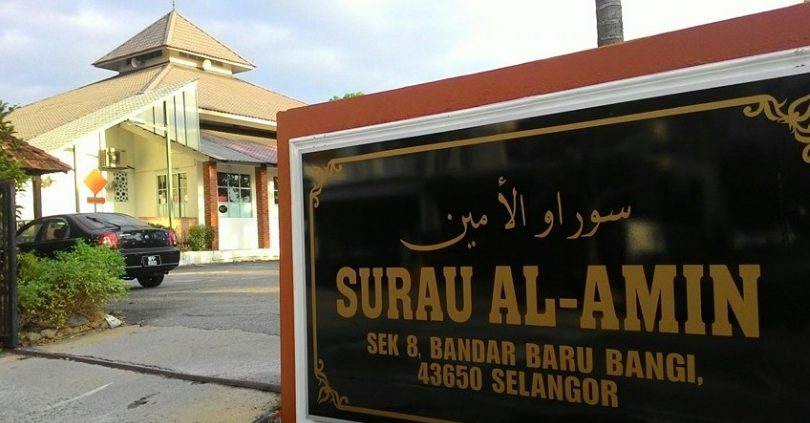 سوراو الأمين
SURAU AL-AMIN
SEK 8, BANDAR BARU BANGI,
43650 SELANGOR